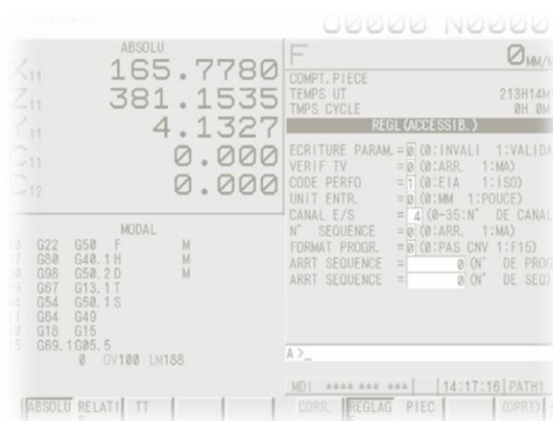 O0000 N0000
ABSOLU
X11 165.7780
Z11 381.1535
Y11 4.1327
C11 0.000
C12 0.000
MODAL
G22 G50 F M
G80 G40.1 H M
G98 G50.2 D M
G67 G13.1 T
G54 G50.1 S
G64 G49
G18 G15
G69.1 G05.5
0 OV100 LM188
F 0 MM/M
COMPT.PIECE
TEMPS UT 213H14M
TMPS CYCLE 0H 0M
REGL (ACCESSIB.)
ECRITURE PARAM. = 0 (0:INVALI 1:VALIDA
VERIF TV = 0 (0:ARR. 1:MA)
CODE PERFO = 1 (0:EIA 1:ISO)
UNIT ENTR. = 0 (0:MM 1:POUCE)
CANAL E/S = 4 (0-35:N° DE CANAL
N° SEQUENCE = 0 (0:ARR. 1:MA)
FORMAT PROGR. = 0 (0:PAS CNV 1:F15)
ARRT SEQUENCE = 0 (N° DE PROG
ARRT SEQUENCE = 0 (N° DE SEQ)
A >_
MDI **** *** *** 14:17:16 PATH1
ABSOLU RELATI TT CORR. REGLAG PIEC (OPRT)